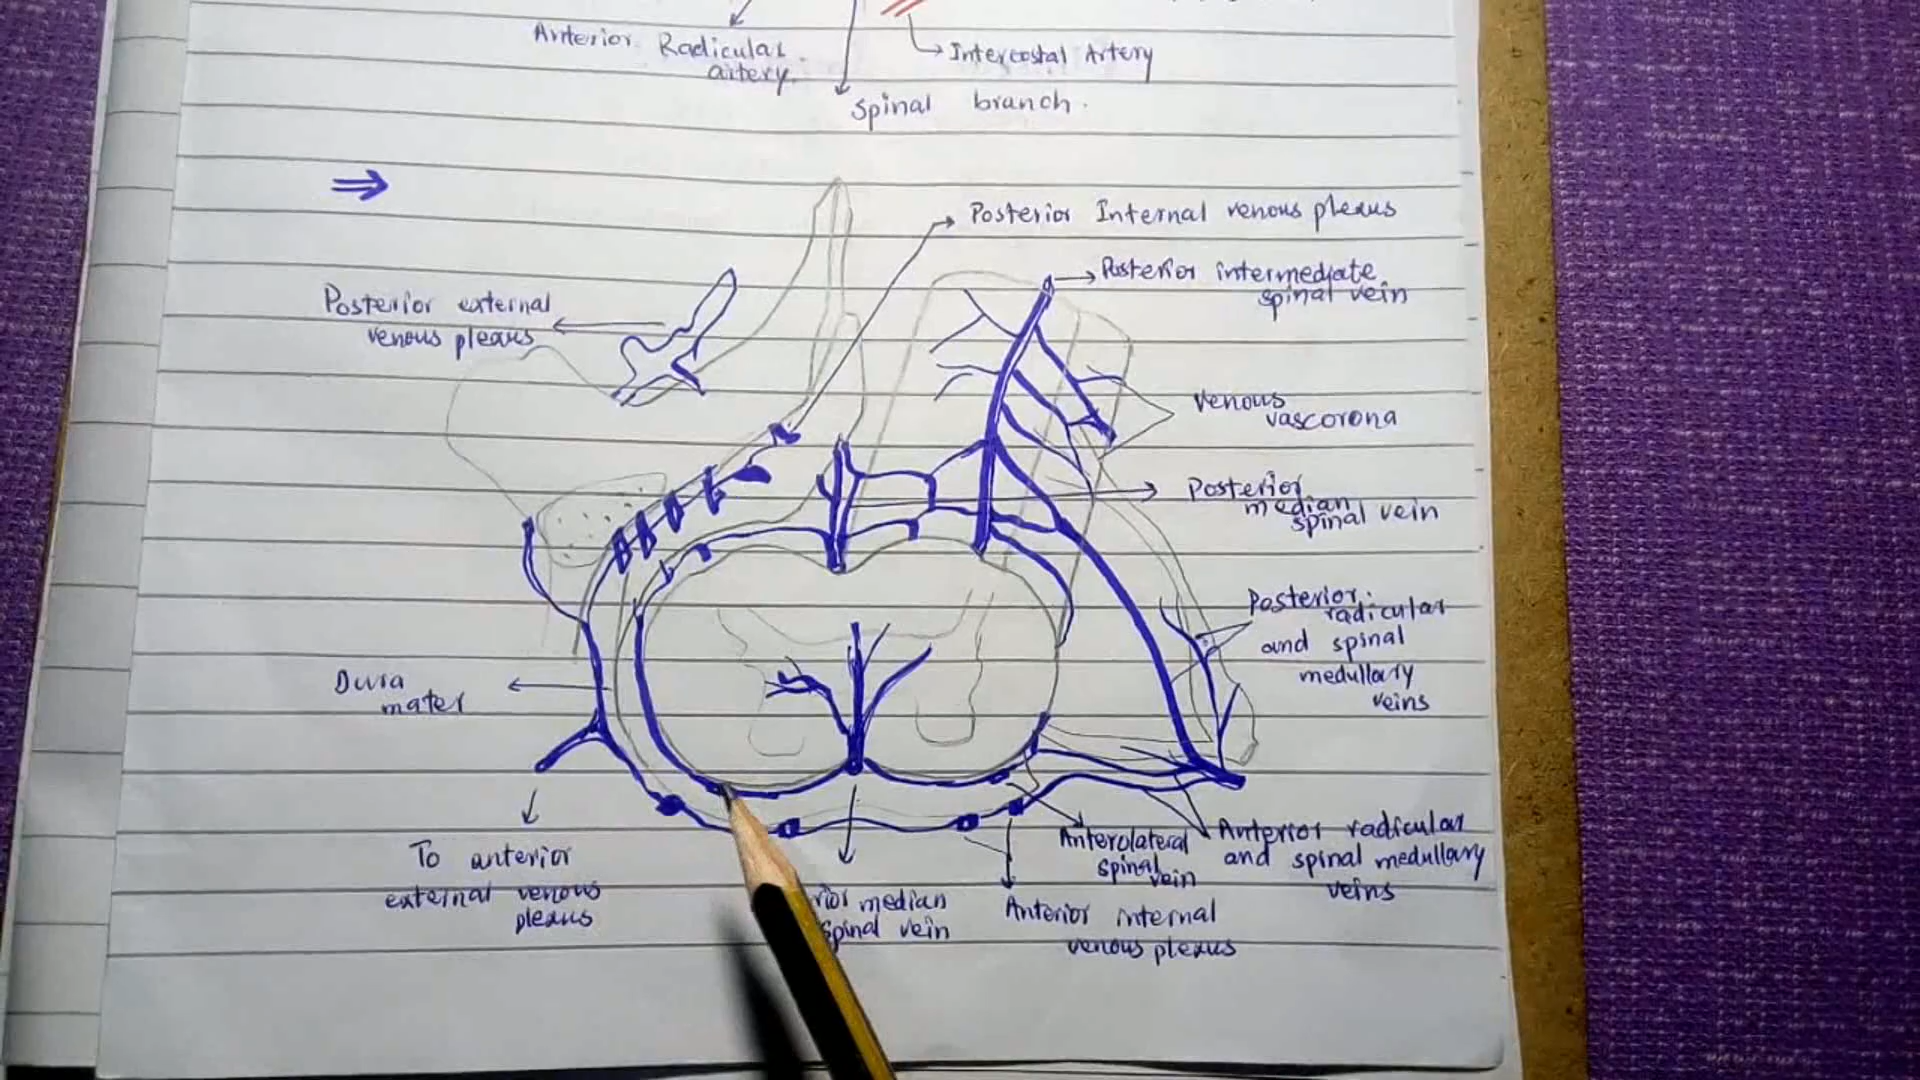 Anterior Radicular
artery.
Intercostal Artery
Spinal branch.
Posterior Internal venous plexus
Posterior intermediate
spinal vein
Posterior external
venous plexus
venous
vascorona
Posterior
median
spinal vein
Posterior
radicular
and spinal
medullary
veins
Dura
mater
To anterior
external venous
plexus
median
spinal vein
Anterolateral
spinal
vein
Anterior radicular
and spinal medullary
veins
Anterior internal
venous plexus